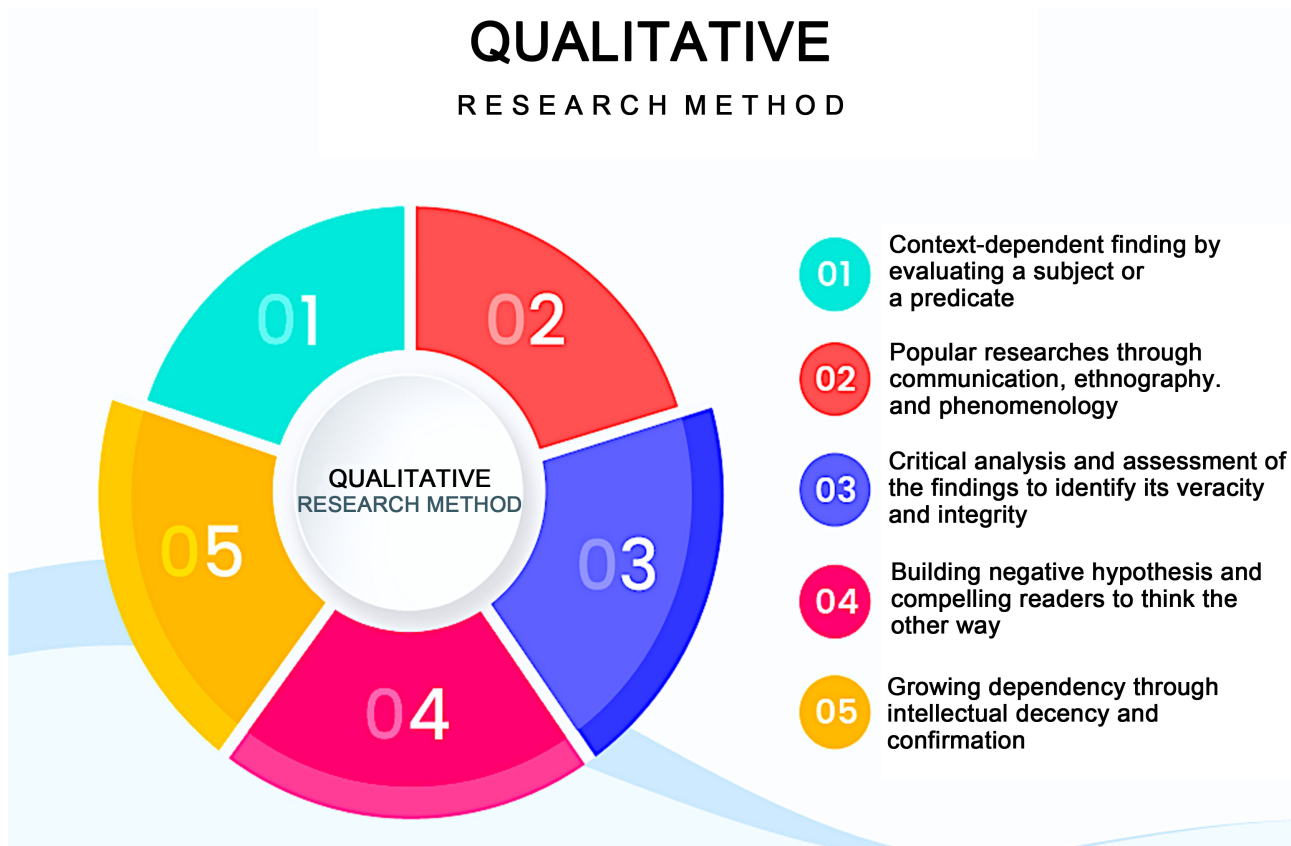 QUALITATIVE
RESEARCH METHOD
01
02
03
04
05
QUALITATIVE
RESEARCH METHOD
01
Context-dependent finding by
evaluating a subject or
a predicate
02
Popular researches through
communication, ethnography.
and phenomenology
03
Critical analysis and assessment of
the findings to identify its veracity
and integrity
04
Building negative hypothesis and
compelling readers to think the
other way
05
Growing dependency through
intellectual decency and
confirmation